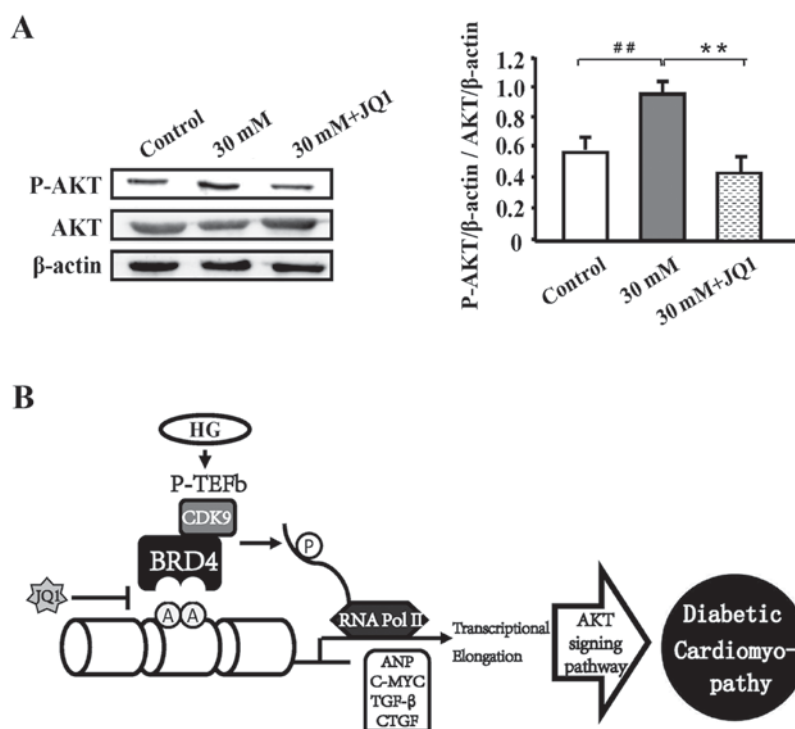 A
Control
30 mM
30 mM+JQ1
P-AKT
AKT
β-actin
P-AKT/β-actin / AKT/β-actin
1.2
1.0
0.8
0.6
0.4
0.2
0
##
**
Control
30 mM
30 mM+JQ1
B
HG
P-TEFb
CDK9
BRD4
P
JQ1
A A
RNA Pol II
Transcriptional
Elongation
ANP
C-MYC
TGF-β
CTGF
AKT
signing
pathway
Diabetic
Cardiomyo-
pathy